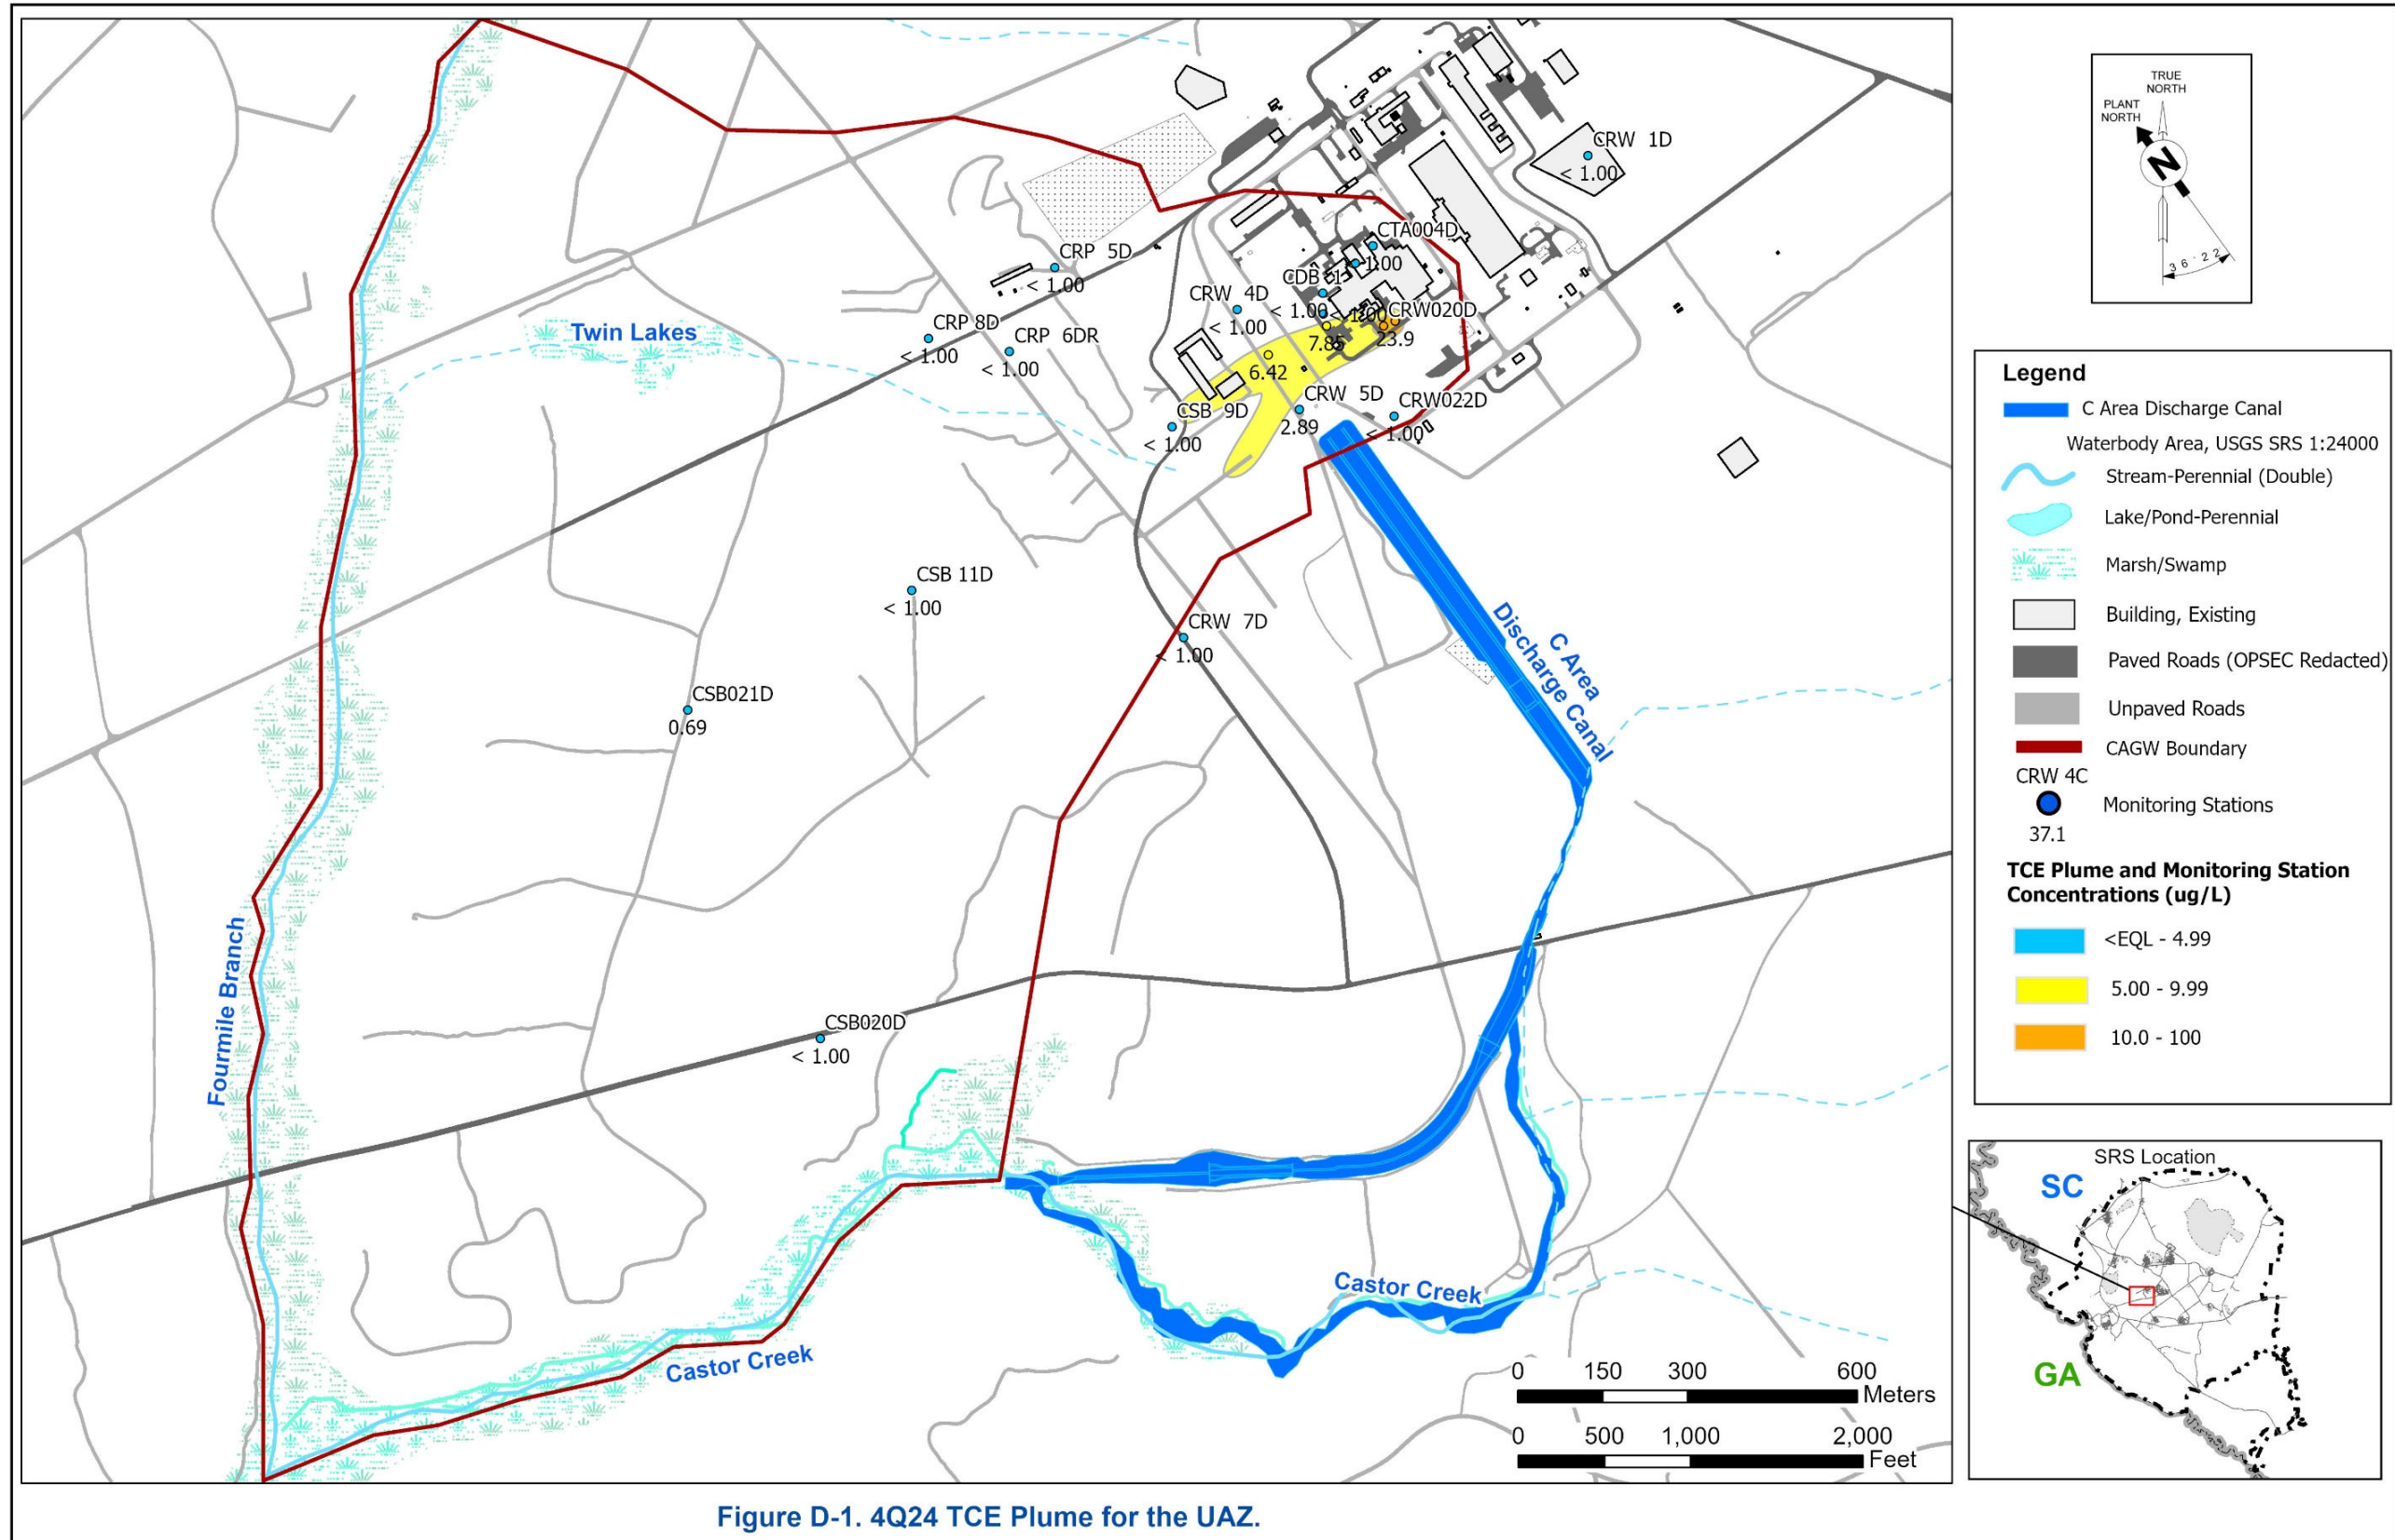 CRW 1D
< 1.00
CTA004D
1.00
CRP 5D
< 1.00
CDB 1
CRW 4D
< 1.00
< 1.00
< 1.00
CRW020D
23.9
CRP 8D
< 1.00
CRP 6DR
< 1.00
7.85
6.42
Twin Lakes
CRW 5D
2.89
CRW022D
< 1.00
CSB 9D
< 1.00
CSB 11D
< 1.00
CRW 7D
< 1.00
C Area
Discharge Canal
CSB021D
0.69
Fourmile Branch
CSB020D
< 1.00
Castor Creek
Castor Creek
0 150 300 600
Meters
0 500 1,000 2,000
Feet
TRUE
NORTH
PLANT
NORTH
N
36°22'
Legend
C Area Discharge Canal
Waterbody Area, USGS SRS 1:24000
Stream-Perennial (Double)
Lake/Pond-Perennial
Marsh/Swamp
Building, Existing
Paved Roads (OPSEC Redacted)
Unpaved Roads
CAGW Boundary
CRW 4C
Monitoring Stations
37.1
TCE Plume and Monitoring Station
Concentrations (ug/L)
<EQL - 4.99
5.00 - 9.99
10.0 - 100
SRS Location
SC
GA
Figure D-1. 4Q24 TCE Plume for the UAZ.